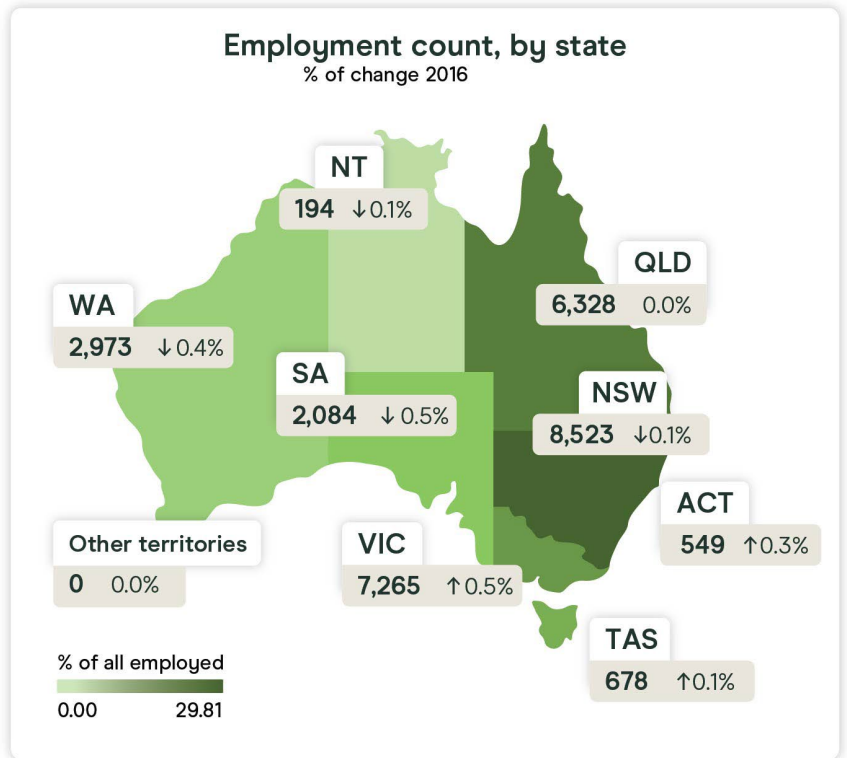 Employment count, by state
% of change 2016
NT
194 ↓0.1%
QLD
6,328 0.0%
WA
2,973 ↓0.4%
SA
2,084 ↓0.5%
NSW
8,523 ↓0.1%
ACT
549 ↑0.3%
Other territories
0 0.0%
VIC
7,265 ↑0.5%
TAS
678 ↑0.1%
% of all employed
0.00 29.81